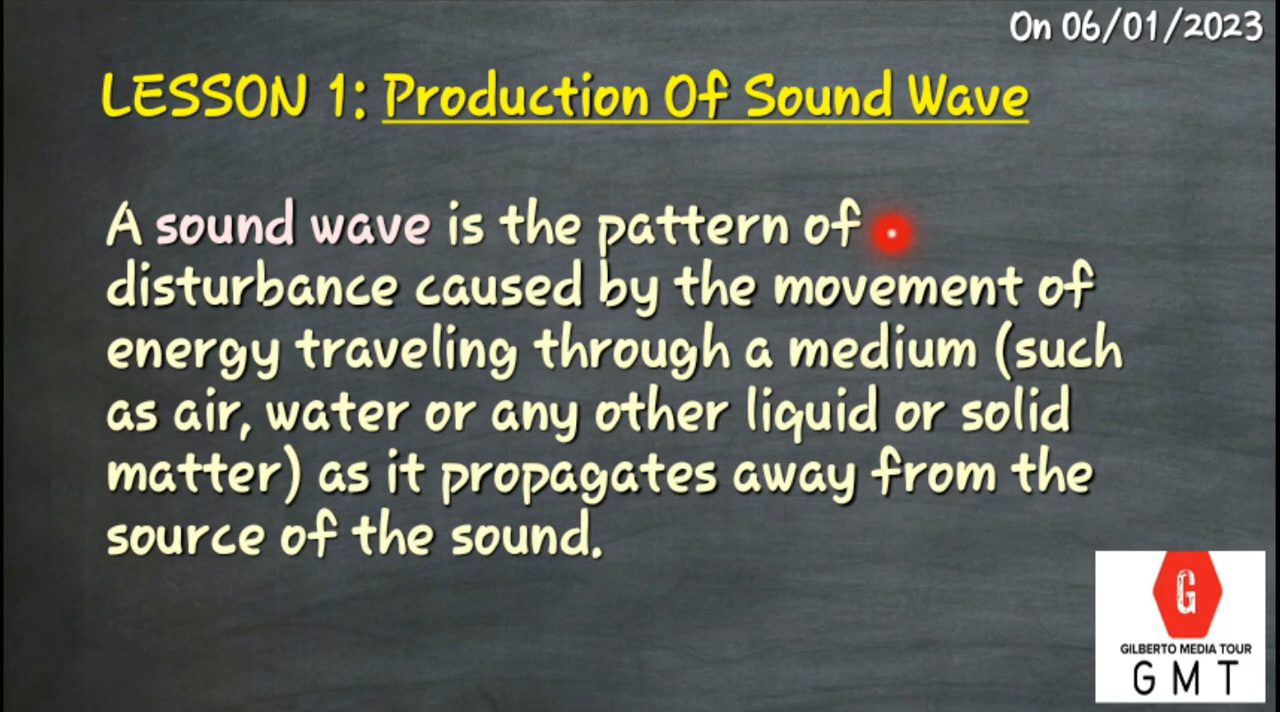 On 06/01/2023
LESSON 1: Production Of Sound Wave
A sound wave is the pattern of
disturbance caused by the movement of
energy traveling through a medium (such
as air, water or any other liquid or solid
matter) as it propagates away from the
source of the sound.
G
GILBERTO MEDIA TOUR
G M T